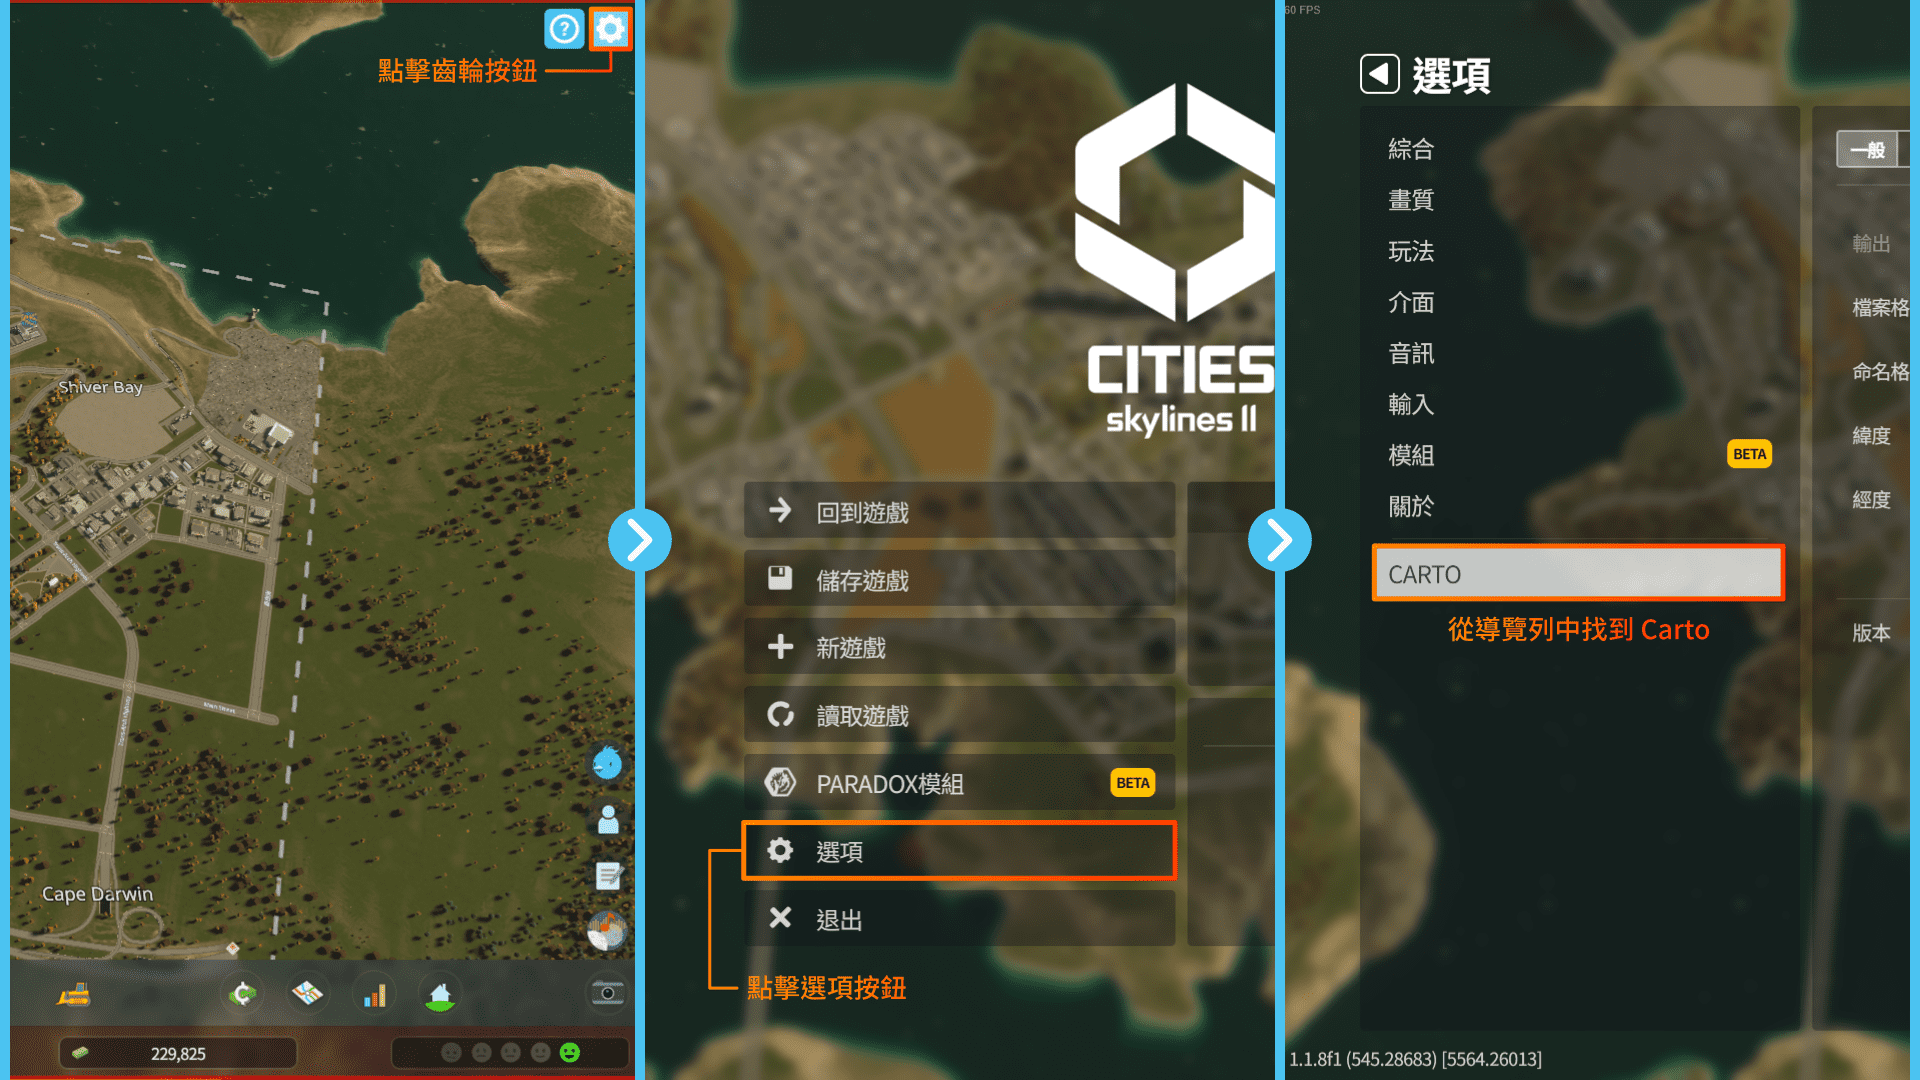 點擊齒輪按鈕
Shiver Bay
Cape Darwin
229,825
CITIES
skylines II
回到遊戲
儲存遊戲
新遊戲
讀取遊戲
PARADOX模組 BETA
選項
退出
點擊選項按鈕
60 FPS
選項
綜合
畫質
玩法
介面
音訊
輸入
模組 BETA
關於
CARTO
從導覽列中找到 Carto
一般
輸出
檔案格
命名格
緯度
經度
版本
1.1.8f1 (545.28683) [5564.26013]